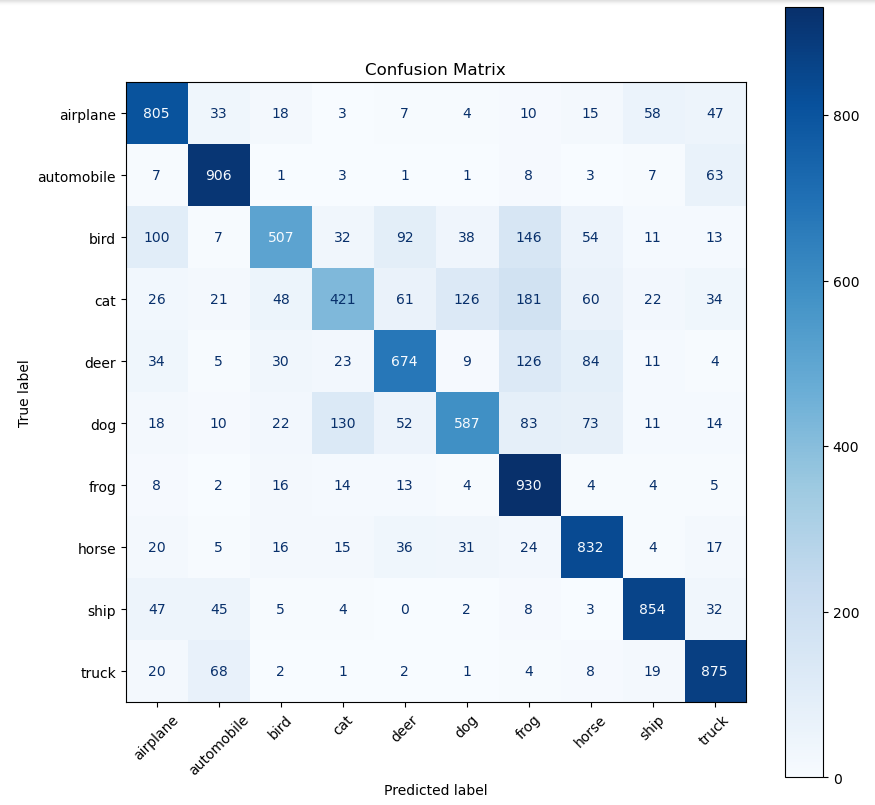 Confusion Matrix
airplane 805 33 18 3 7 4 10 15 58 47
automobile 7 906 1 3 1 1 8 3 7 63
bird 100 7 507 32 92 38 146 54 11 13
cat 26 21 48 421 61 126 181 60 22 34
deer 34 5 30 23 674 9 126 84 11 4
dog 18 10 22 130 52 587 83 73 11 14
frog 8 2 16 14 13 4 930 4 4 5
horse 20 5 16 15 36 31 24 832 4 17
ship 47 45 5 4 0 2 8 3 854 32
truck 20 68 2 1 2 1 4 8 19 875
airplane automobile bird cat deer dog frog horse ship truck
Predicted label
True label
800
600
400
200
0